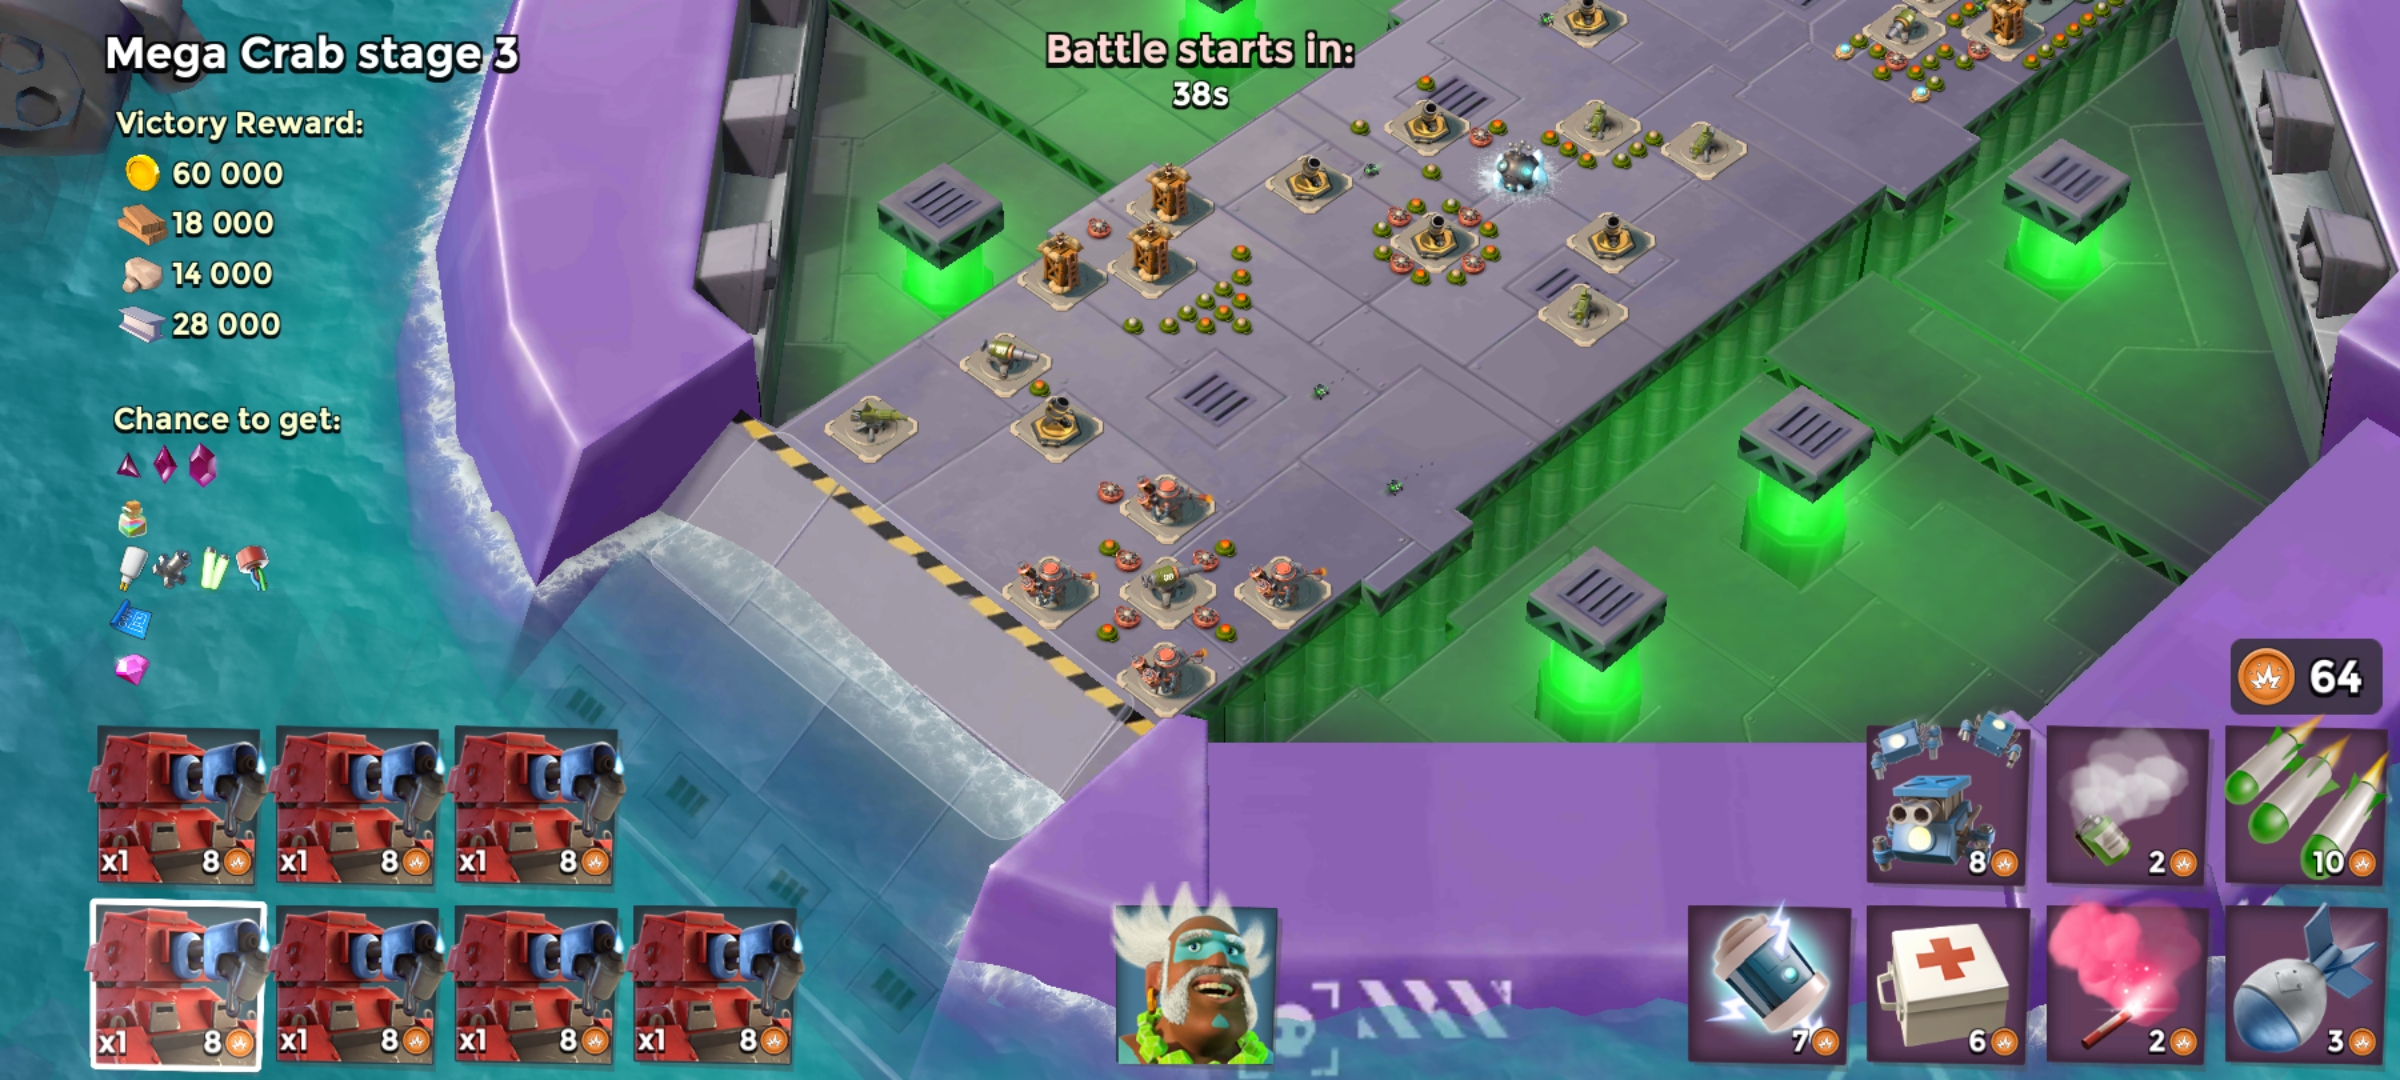 Mega Crab stage 3
Battle starts in:
38s
Victory Reward:
60 000
18 000
14 000
28 000
Chance to get:
64
x1 8
x1 8
x1 8
8
2
10
x1 8
x1 8
x1 8
x1 8
7
6
2
3